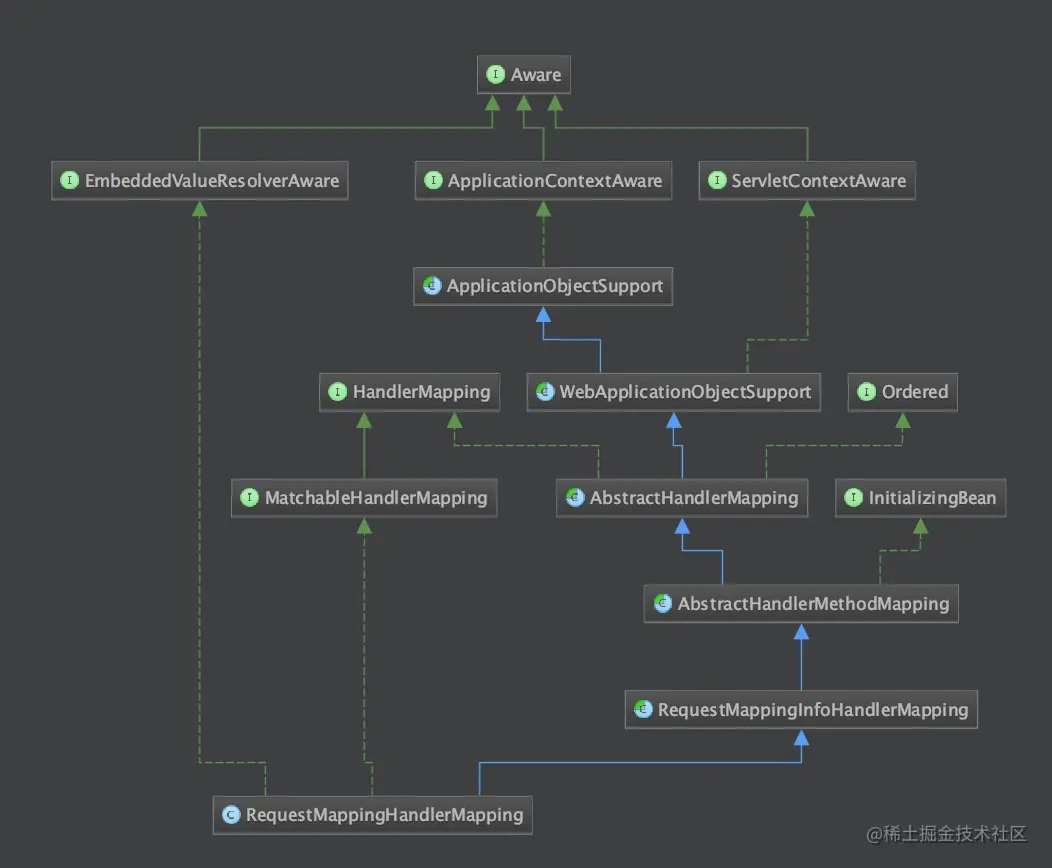 I Aware
I EmbeddedValueResolverAware
I ApplicationContextAware
I ServletContextAware
C ApplicationObjectSupport
I HandlerMapping
C WebApplicationObjectSupport
I Ordered
I MatchableHandlerMapping
C AbstractHandlerMapping
I InitializingBean
C AbstractHandlerMethodMapping
C RequestMappingInfoHandlerMapping
C RequestMappingHandlerMapping
@稀土掘金技术社区